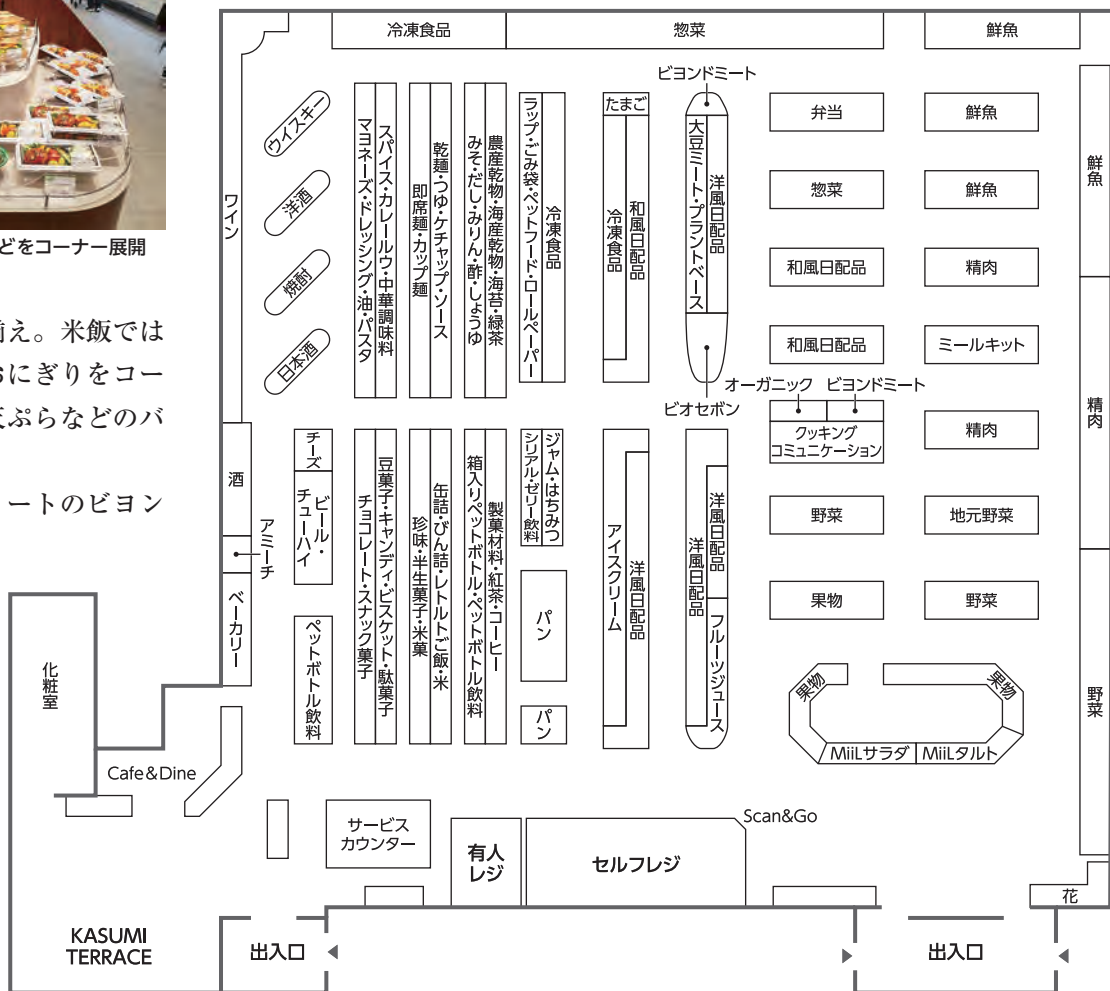 どをコーナー展開
揃え。米飯では
おにぎりをコー
天ぷらなどのバ
ートのビヨン
冷凍食品
惣菜
鮮魚
ビヨンドミート
ワイン
ウイスキー
洋酒
焼酎
日本酒
スパイス・カレールウ・中華調味料
マヨネーズ・ドレッシング・油・パスタ
乾麺・つゆ・ケチャップ・ソース
即席麺・カップ麺
農産乾物・海産乾物・海苔・緑茶
みそ・だし・みりん・酢・しょうゆ
冷凍食品
ラップ・ごみ袋・ペットフード・ロールペーパー
たまご
和風日配品
冷凍食品
洋風日配品
大豆ミート・プラントベース
ビオセボン
弁当
惣菜
和風日配品
和風日配品
オーガニック
ビヨンドミート
クッキング
コミュニケーション
野菜
果物
鮮魚
鮮魚
精肉
ミールキット
精肉
地元野菜
野菜
鮮魚
精肉
野菜
酒
アミーチ
ベーカリー
チーズ
ビール・
チューハイ
ペットボトル飲料
豆菓子・キャンディ・ビスケット・駄菓子
チョコレート・スナック菓子
缶詰・びん詰・レトルトご飯・米
珍味・半生菓子・米菓
製菓材料・紅茶・コーヒー
箱入りペットボトル・ペットボトル飲料
ジャム・はちみつ
シリアル・ゼリー飲料
パン
パン
洋風日配品
アイスクリーム
洋風日配品
フルーツジュース
洋風日配品
果物
果物
MiiLサラダ
MiiLタルト
化粧室
Cafe&Dine
サービス
カウンター
有人
レジ
セルフレジ
Scan&Go
花
KASUMI
TERRACE
出入口
出入口